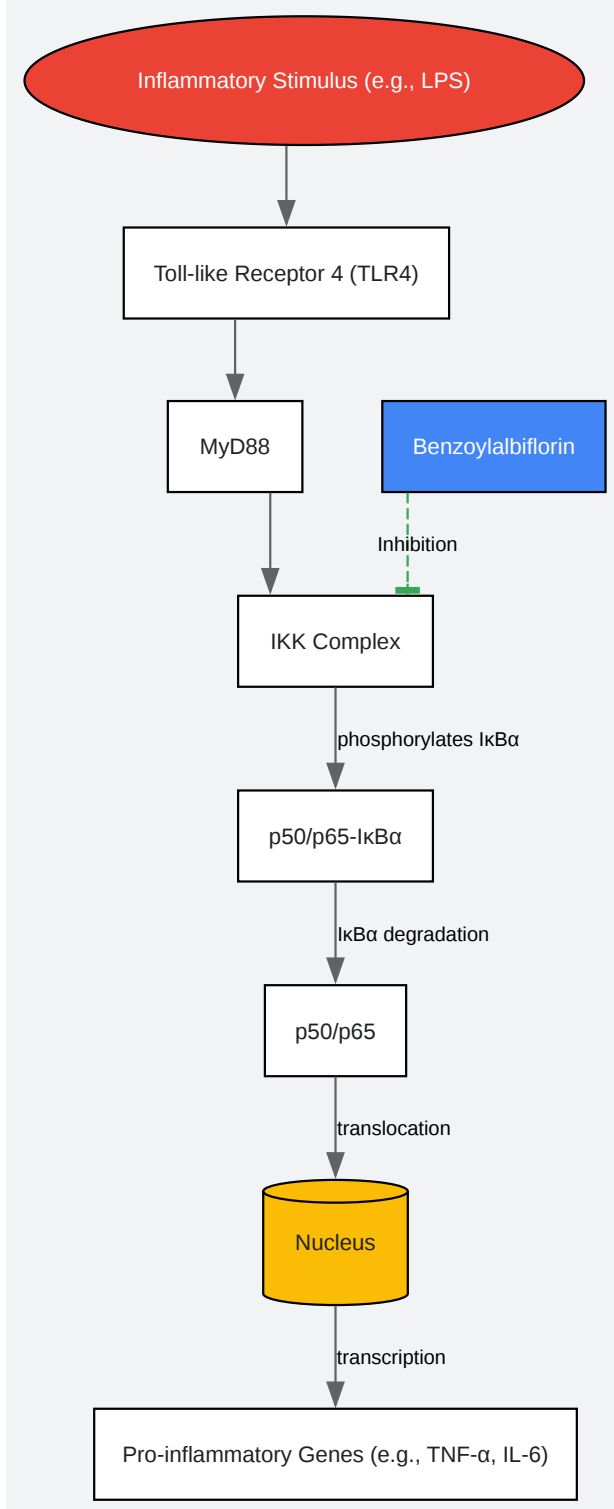 Inflammatory Stimulus (e.g., LPS)
Toll-like Receptor 4 (TLR4)
MyD88
Benzoylalbiflorin
Inhibition
IKK Complex
phosphorylates IκBα
p50/p65-IκBα
IκBα degradation
p50/p65
translocation
Nucleus
transcription
Pro-inflammatory Genes (e.g., TNF-α, IL-6)